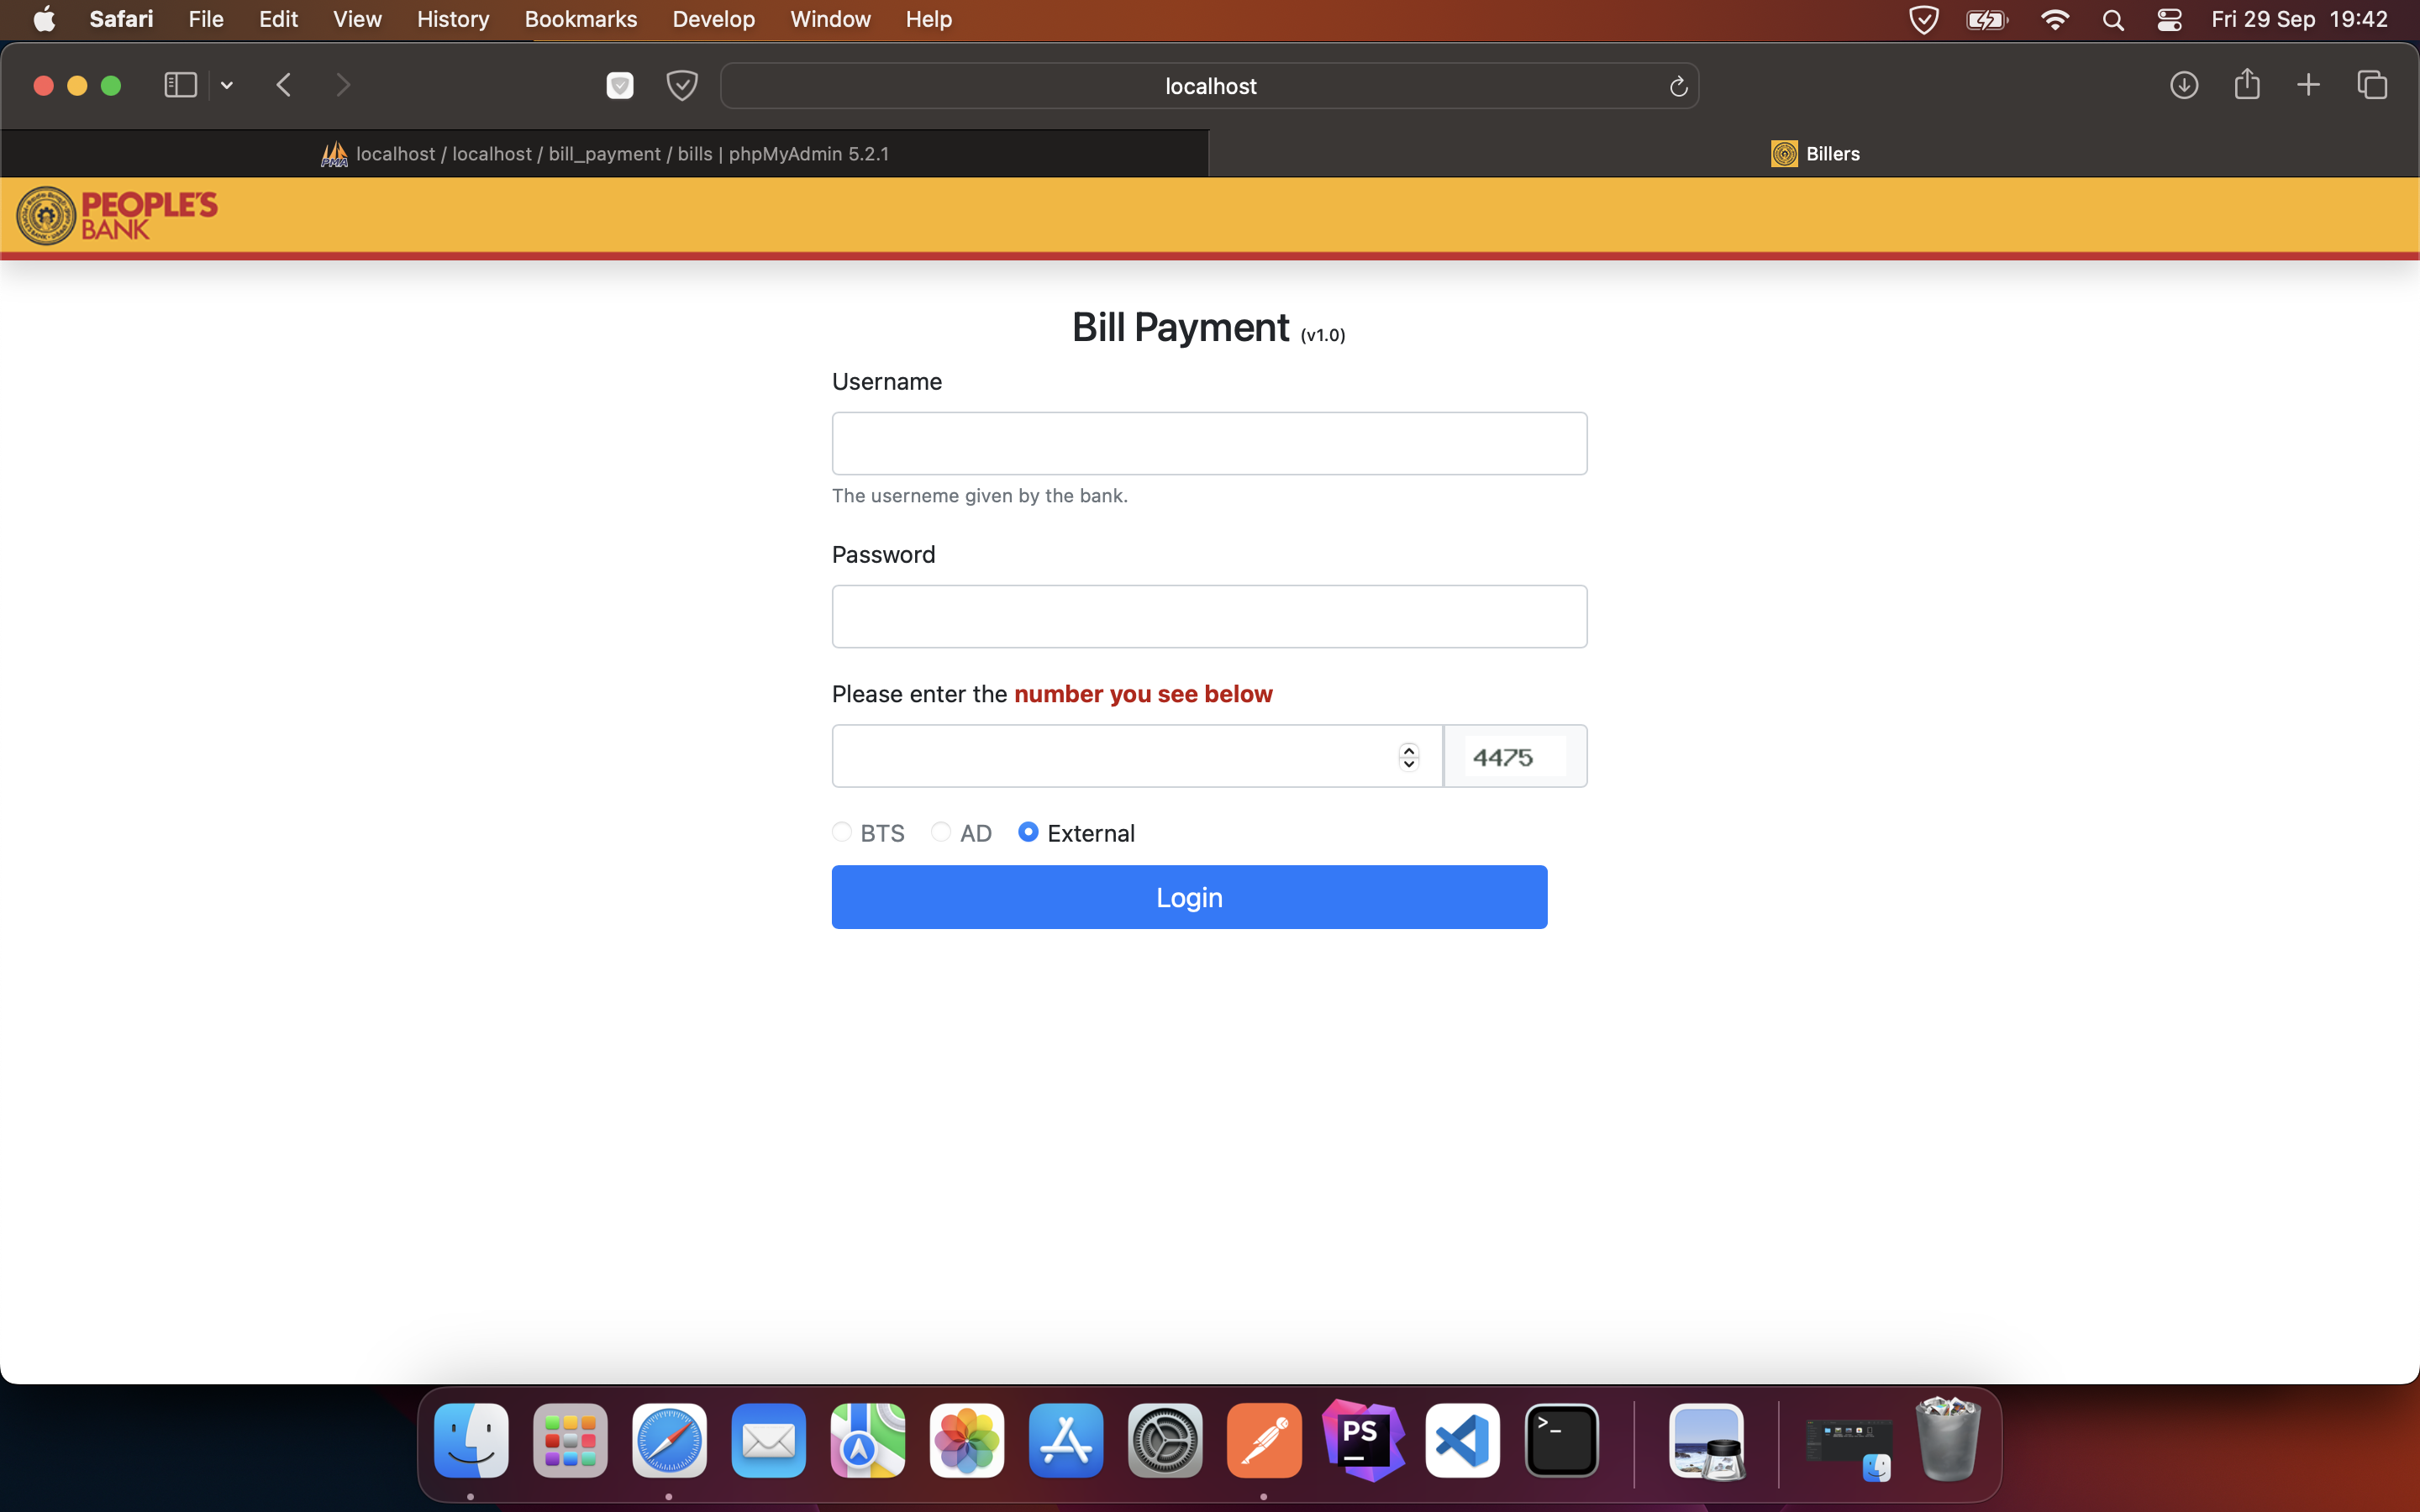 Safari File Edit View History Bookmarks Develop Window Help Fri 29 Sep 19:42
localhost
localhost / localhost / bill_payment / bills | phpMyAdmin 5.2.1 Billers
PEOPLE'S
BANK
Bill Payment (v1.0)
Username
The userneme given by the bank.
Password
Please enter the number you see below
4475
BTS AD External
Login
PS
>_